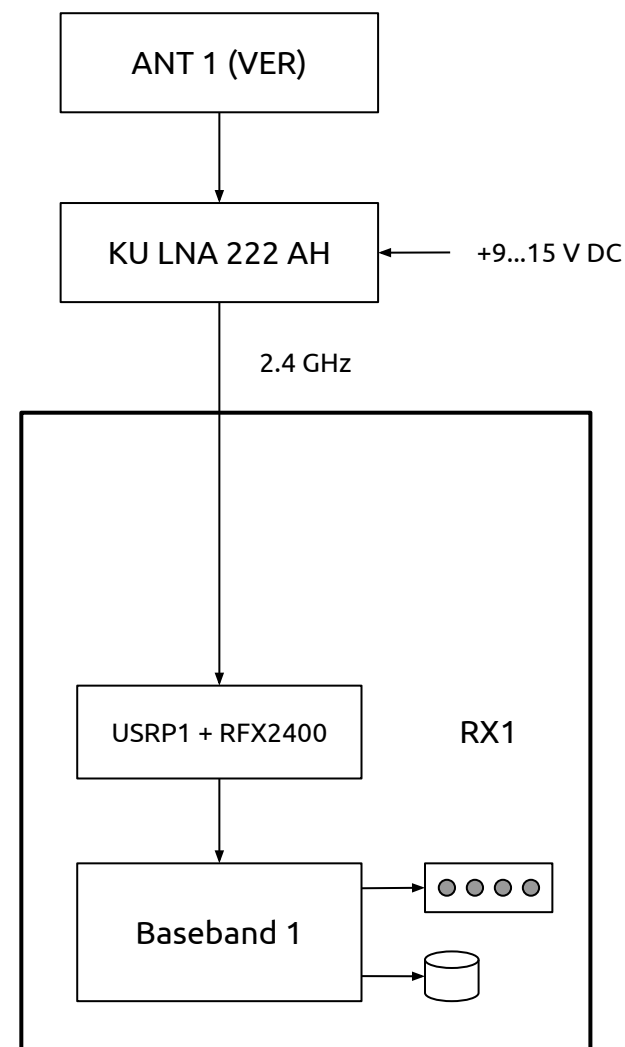 ANT 1 (VER)
KU LNA 222 AH
+9...15 V DC
2.4 GHz
USRP1 + RFX2400
RX1
Baseband 1